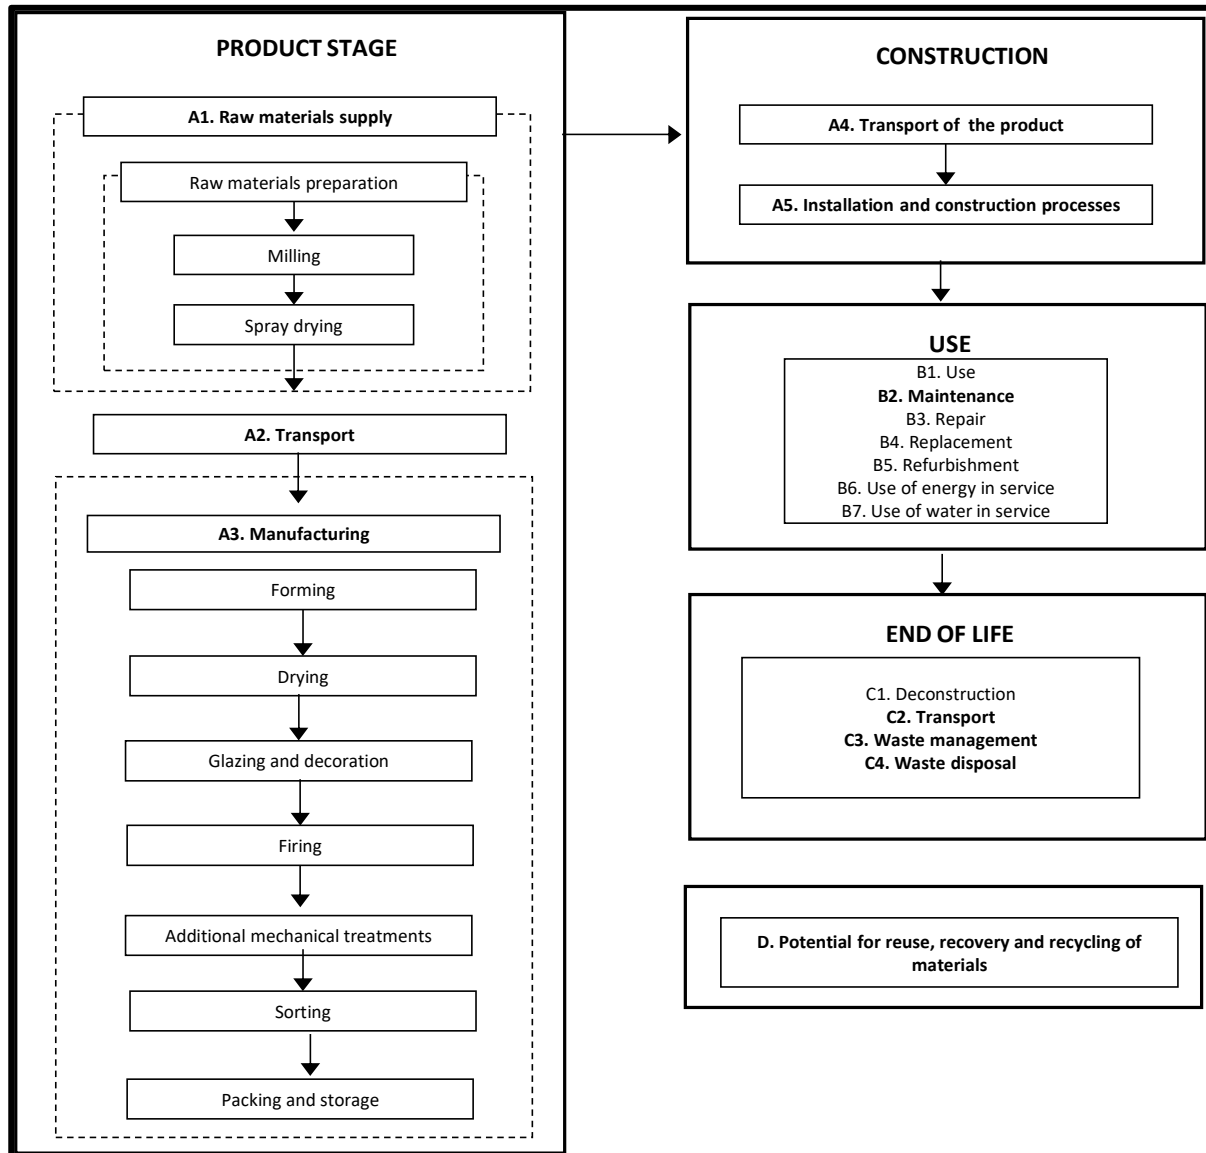 PRODUCT STAGE
A1. Raw materials supply
Raw materials preparation
Milling
Spray drying
A2. Transport
A3. Manufacturing
Forming
Drying
Glazing and decoration
Firing
Additional mechanical treatments
Sorting
Packing and storage
CONSTRUCTION
A4. Transport of the product
A5. Installation and construction processes
USE
B1. Use
B2. Maintenance
B3. Repair
B4. Replacement
B5. Refurbishment
B6. Use of energy in service
B7. Use of water in service
END OF LIFE
C1. Deconstruction
C2. Transport
C3. Waste management
C4. Waste disposal
D. Potential for reuse, recovery and recycling of
materials